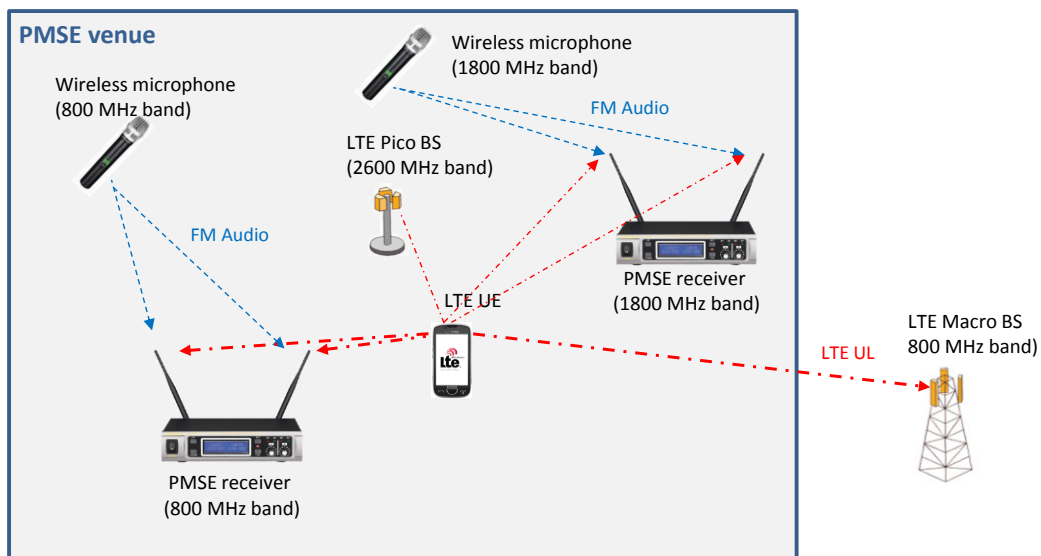 PMSE venue
Wireless microphone
(1800 MHz band)
Wireless microphone
(800 MHz band)
FM Audio
LTE Pico BS
(2600 MHz band)
FM Audio
PMSE receiver
(1800 MHz band)
LTE UE
LTE Macro BS
800 MHz band)
LTE UL
Lte
PMSE receiver
(800 MHz band)